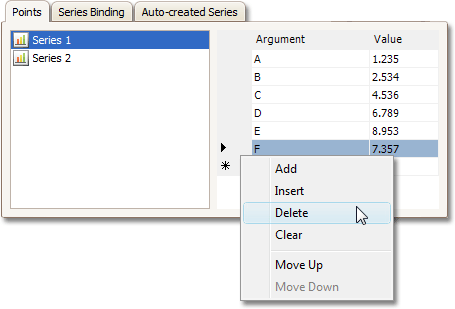 Points Series Binding Auto-created Series
Series 1
Series 2
Argument Value
A 1.235
B 2.534
C 4.536
D 6.789
E 8.953
F 7.357
Add
Insert
Delete
Clear
Move Up
Move Down